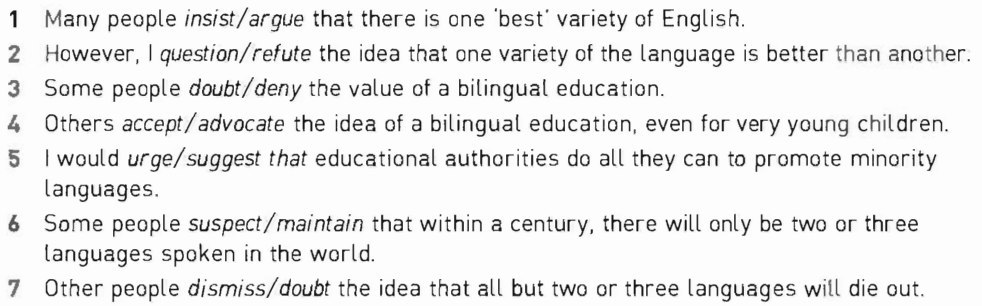 1 Many people insist/argue that there is one 'best' variety of English.
2 However, I question/refute the idea that one variety of the language is better than another.
3 Some people doubt/deny the value of a bilingual education.
4 Others accept/advocate the idea of a bilingual education, even for very young children.
5 I would urge/suggest that educational authorities do all they can to promote minority
languages.
6 Some people suspect/maintain that within a century, there will only be two or three
languages spoken in the world.
7 Other people dismiss/doubt the idea that all but two or three languages will die out.